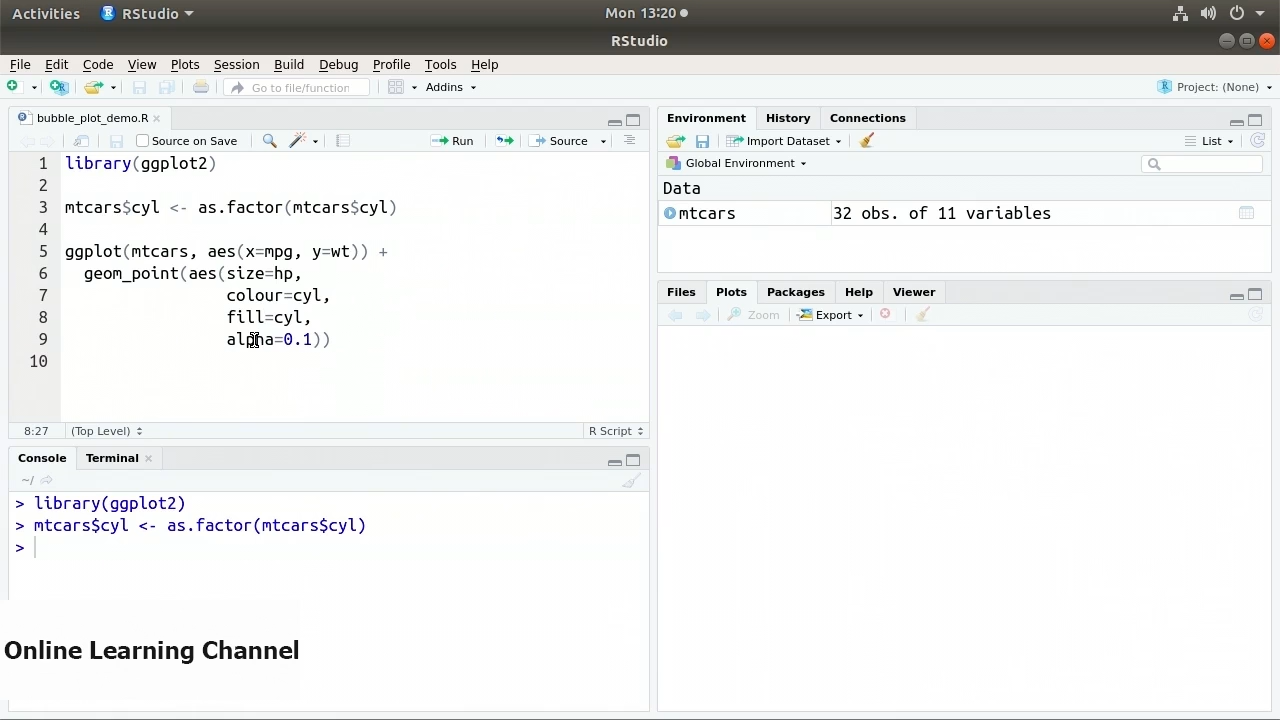 Activities RStudio Mon 13:20
RStudio
File Edit Code View Plots Session Build Debug Profile Tools Help
Go to file/function Addins Project: (None)
bubble_plot_demo.R
Source on Save Run Source
1 library(ggplot2)
2
3 mtcars$cyl <- as.factor(mtcars$cyl)
4
5 ggplot(mtcars, aes(x=mpg, y=wt)) +
6 geom_point(aes(size=hp,
7 colour=cyl,
8 fill=cyl,
9 alpha=0.1))
10
8:27 (Top Level) R Script
Console Terminal
~/
> library(ggplot2)
> mtcars$cyl <- as.factor(mtcars$cyl)
>
Online Learning Channel
Environment History Connections
Import Dataset List
Global Environment
Data
mtcars 32 obs. of 11 variables
Files Plots Packages Help Viewer
Zoom Export